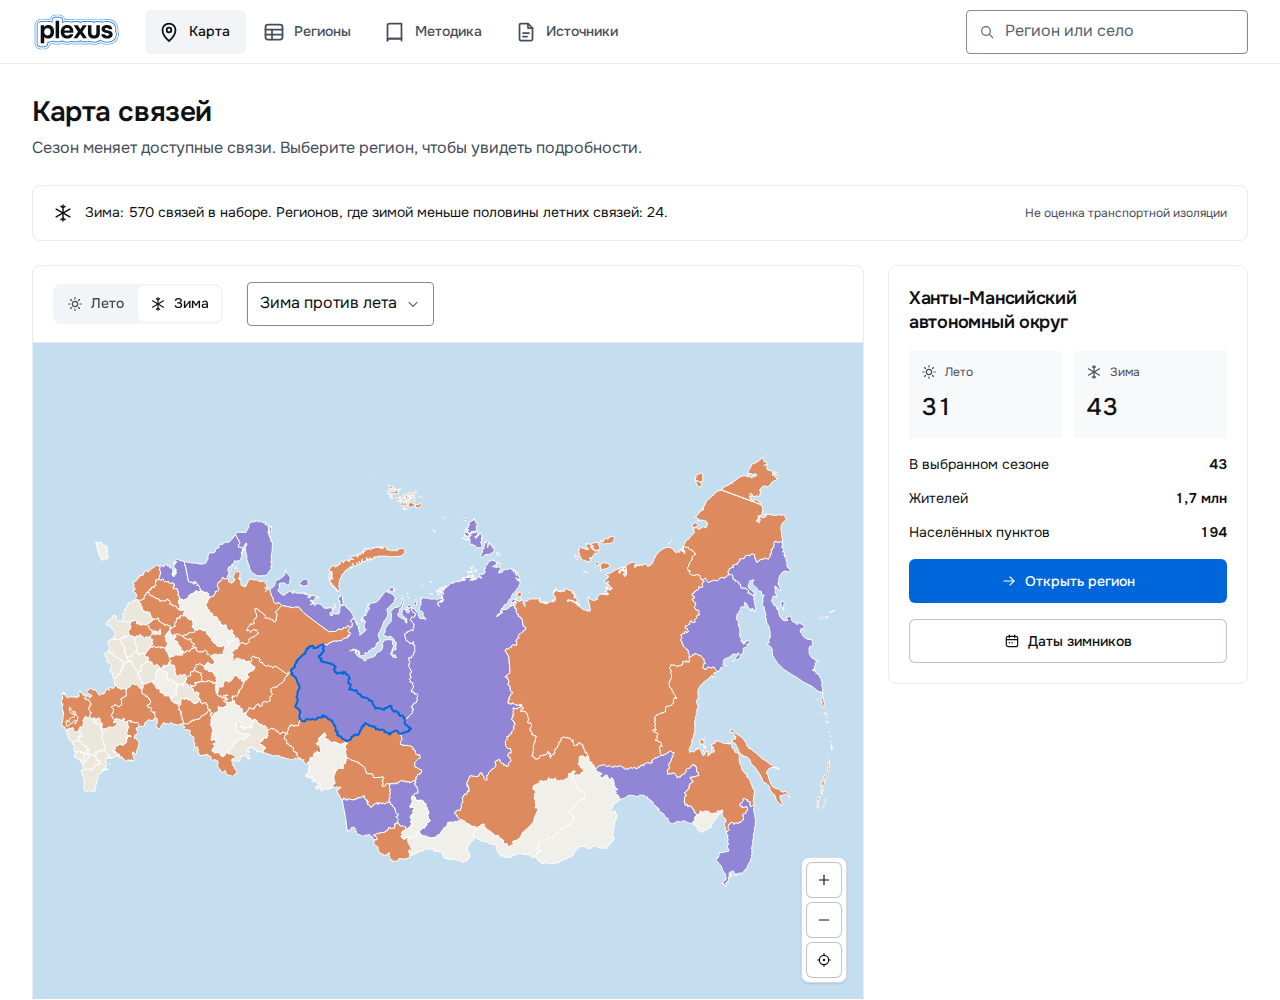 plexus
Карта
Регионы
Методика
Источники
Регион или село
Карта связей
Сезон меняет доступные связи. Выберите регион, чтобы увидеть подробности.
Зима: 570 связей в наборе. Регионов, где зимой меньше половины летних связей: 24.
Не оценка транспортной изоляции
Лето
Зима
Зима против лета
Ханты-Мансийский
автономный округ
Лето
Зима
31
43
В выбранном сезоне
43
Жителей
1,7 млн
Населённых пунктов
194
Открыть регион
Даты зимников